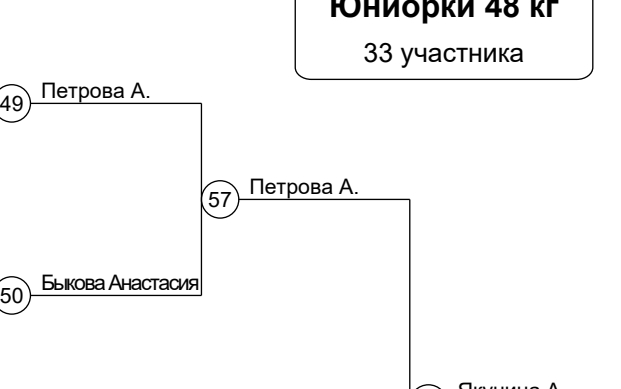 Юниорки 48 кг
33 участника
49
Петрова А.
57
Петрова А.
50
Быкова Анастасия